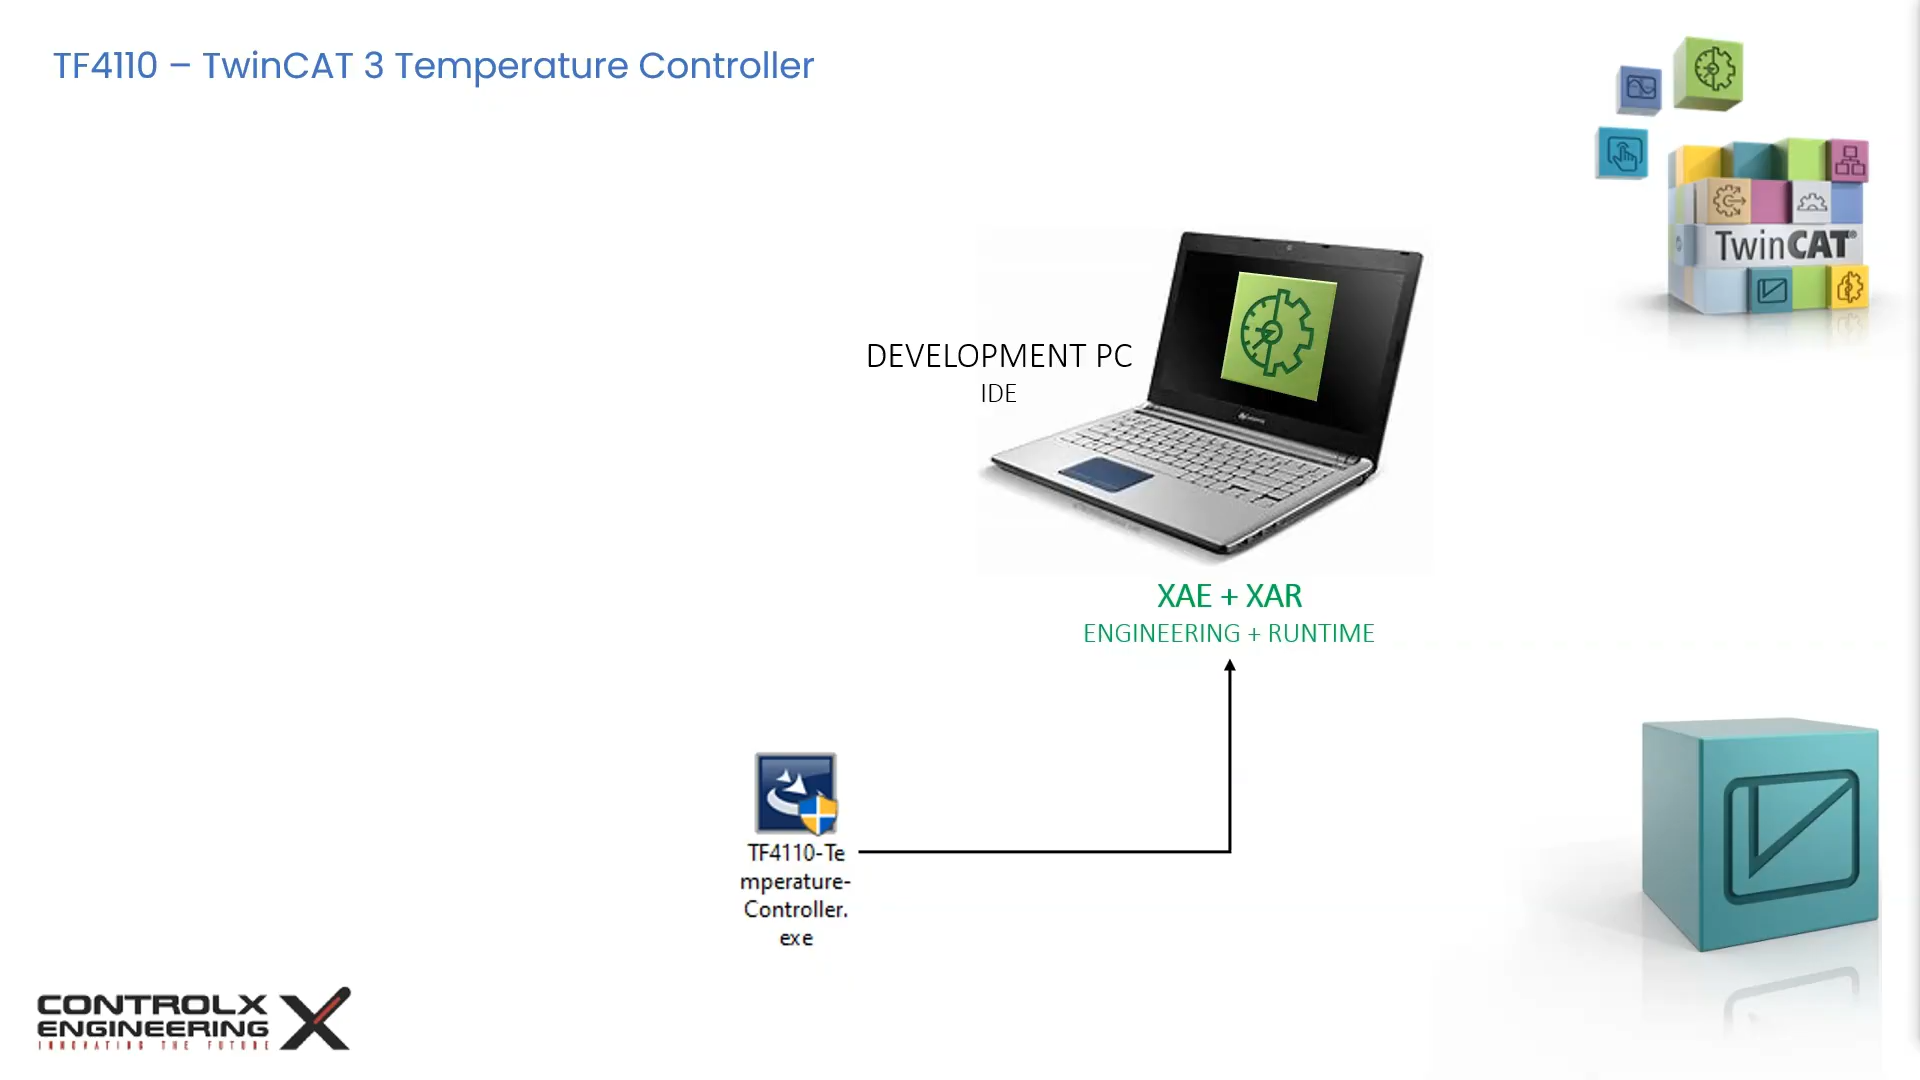 TF4110 – TwinCAT 3 Temperature Controller
TwinCAT®
DEVELOPMENT PC
IDE
XAE + XAR
ENGINEERING + RUNTIME
TF4110-Te
mperature-
Controller.
exe
CONTROLX
ENGINEERING
INNOVATING THE FUTURE